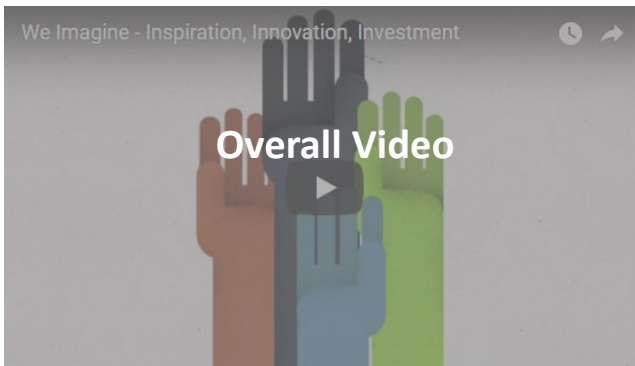 We Imagine - Inspiration, Innovation, Investment
Overall Video